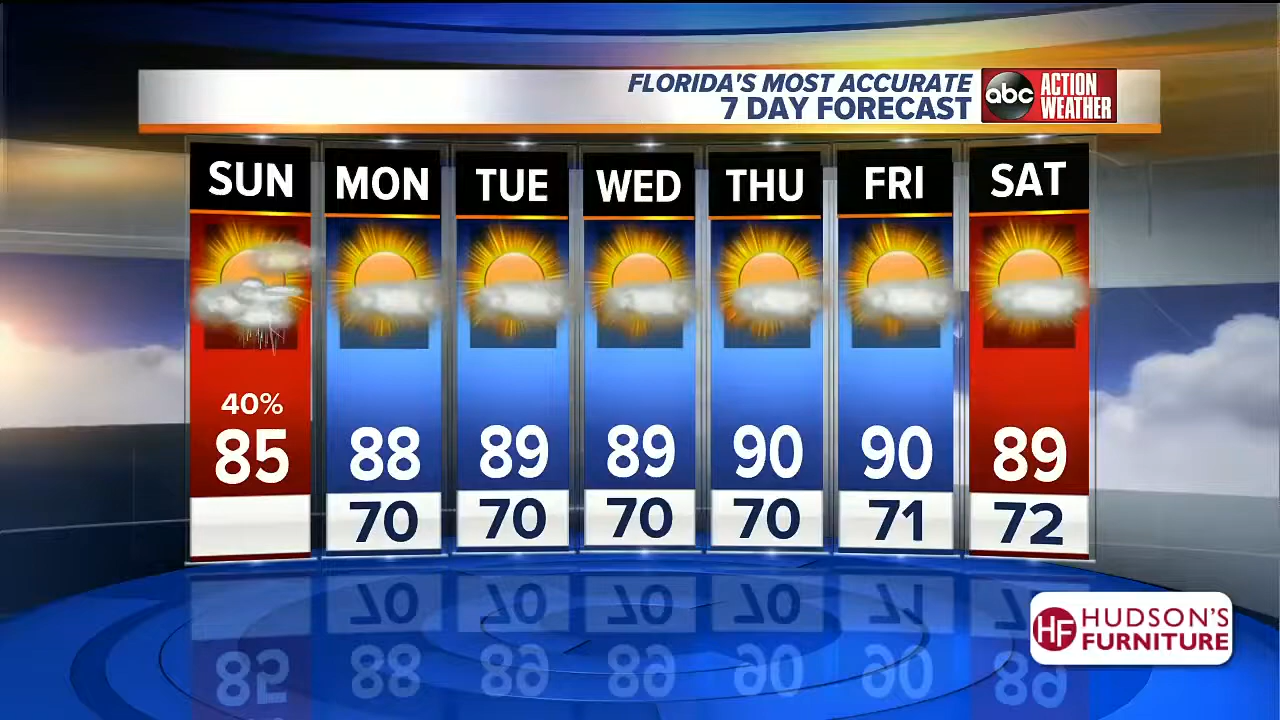 FLORIDA'S MOST ACCURATE
7 DAY FORECAST
abc ACTION WEATHER
SUN MON TUE WED THU FRI SAT
40%
85 88 89 89 90 90 89
70 70 70 70 71 72
HF HUDSON'S
FURNITURE